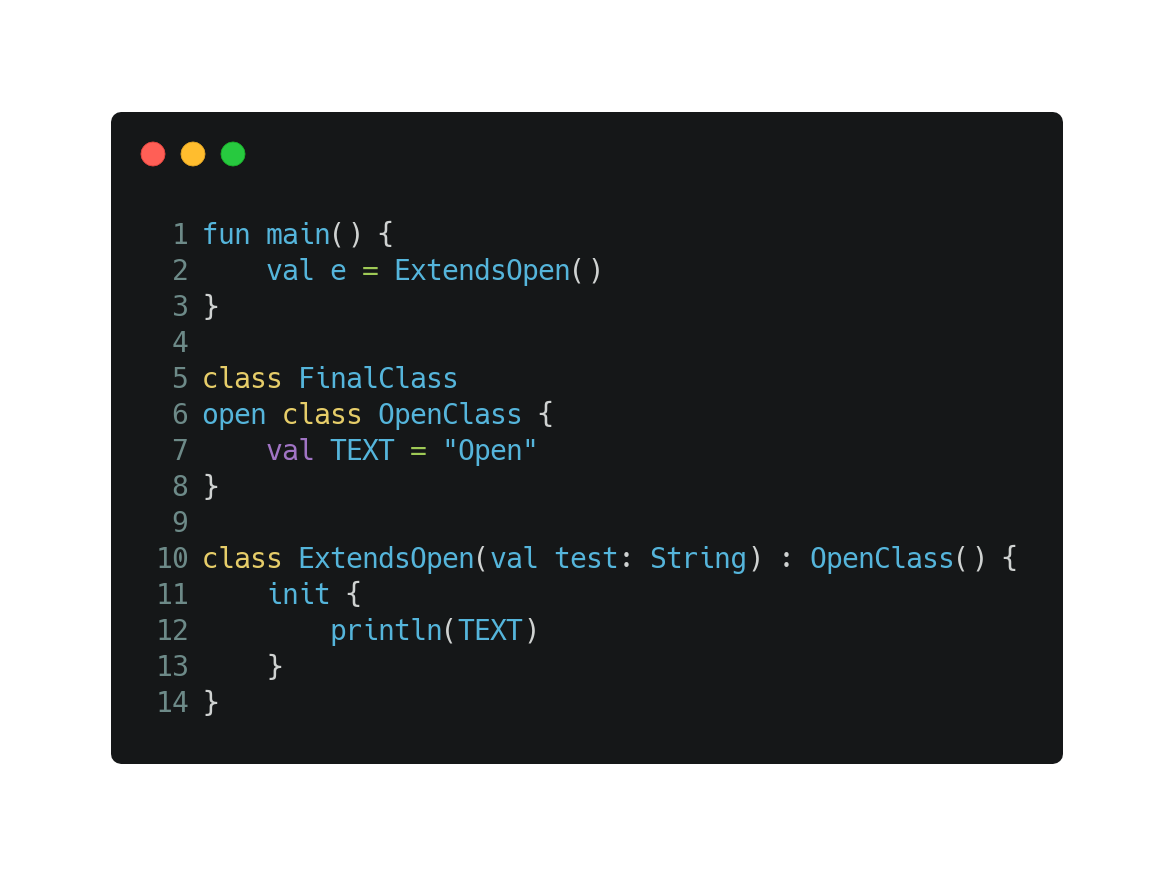 1 fun main() {
2     val e = ExtendsOpen()
3 }
4
5 class FinalClass
6 open class OpenClass {
7     val TEXT = "Open"
8 }
9
10 class ExtendsOpen(val test: String) : OpenClass() {
11     init {
12         println(TEXT)
13     }
14 }